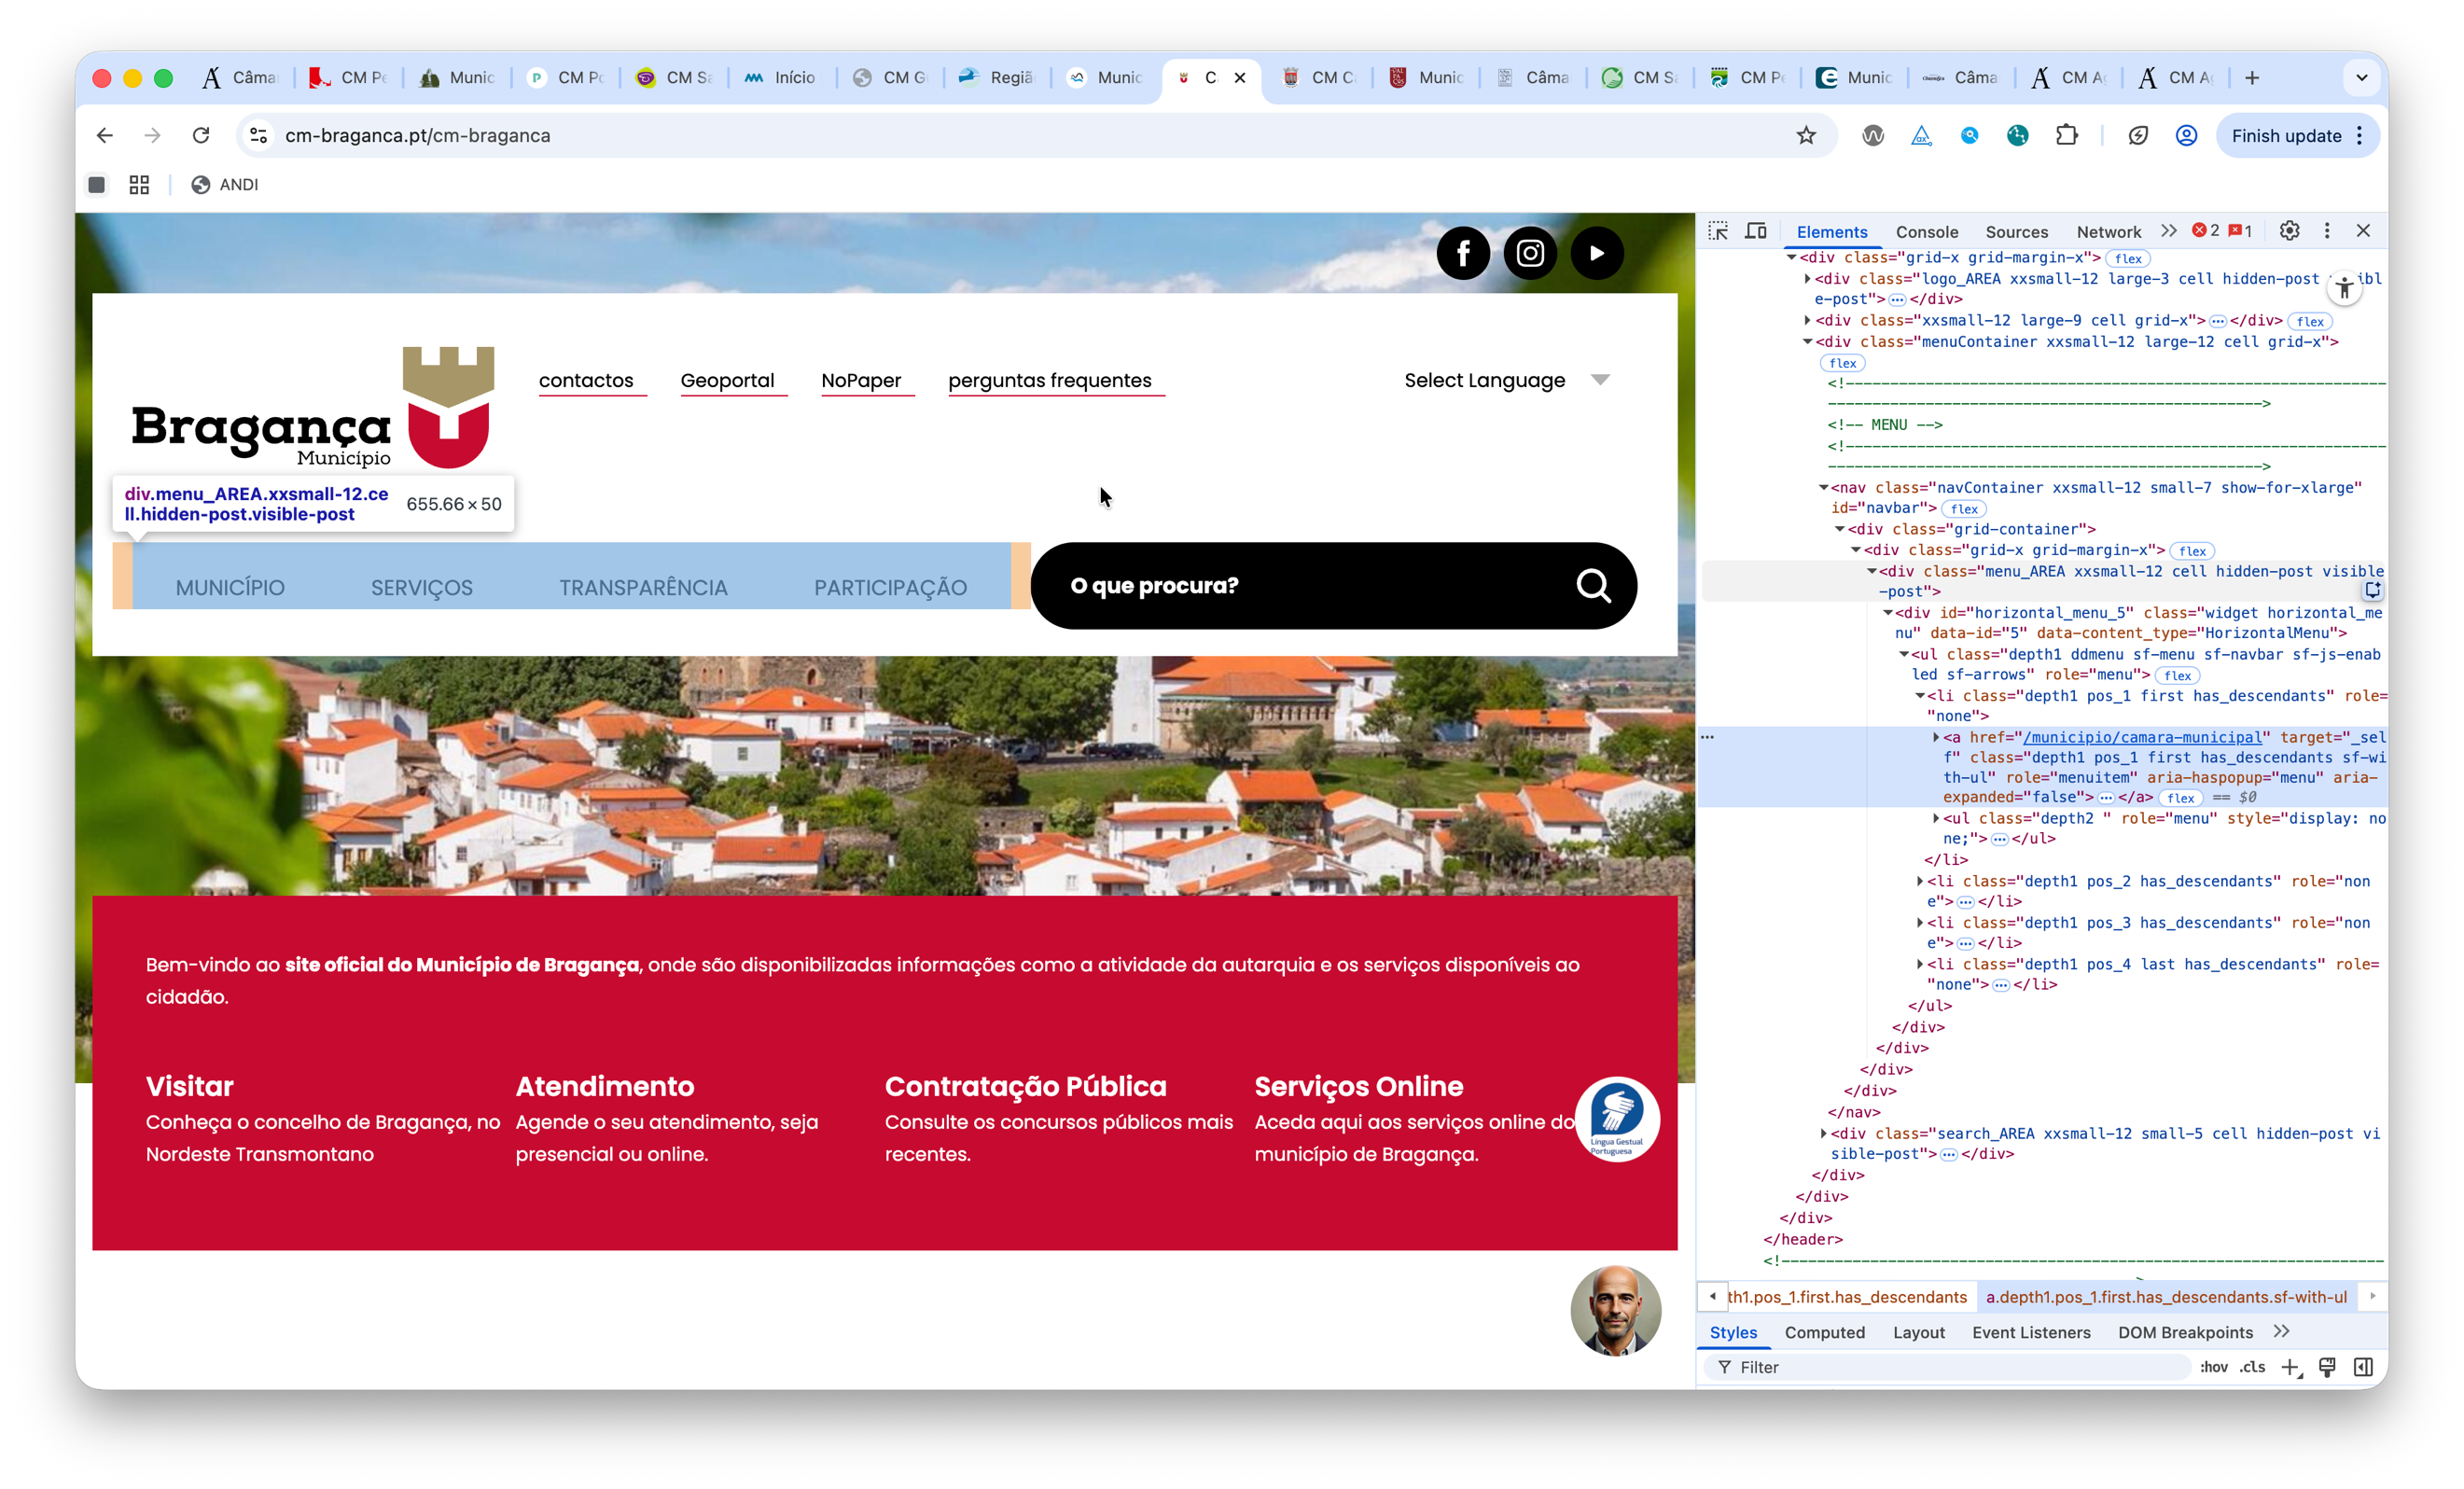 Câma
CM Pe
Munic
CM Po
CM Sa
Início
CM G
Regiã
Munic
C
CM C
Munic
Câma
CM Sa
CM Pe
Munic
Câma
CM A
CM A
cm-braganca.pt/cm-braganca
Finish update
ANDI
contactos
Geoportal
NoPaper
perguntas frequentes
Select Language
Bragança
Município
div.menu_AREA.xxsmall-12.ce
ll.hidden-post.visible-post
655.66 × 50
MUNICÍPIO
SERVIÇOS
TRANSPARÊNCIA
PARTICIPAÇÃO
O que procura?
Bem-vindo ao site oficial do Município de Bragança, onde são disponibilizadas informações como a atividade da autarquia e os serviços disponíveis ao
cidadão.
Visitar
Conheça o concelho de Bragança, no
Nordeste Transmontano
Atendimento
Agende o seu atendimento, seja
presencial ou online.
Contratação Pública
Consulte os concursos públicos mais
recentes.
Serviços Online
Aceda aqui aos serviços online do
município de Bragança.
Língua Gestual
Portuguesa
Elements
Console
Sources
Network
2
1
<div class="grid-x grid-margin-x"> flex
<div class="logo_AREA xxsmall-12 large-3 cell hidden-post
e-post"> ⋯ </div>
<div class="xxsmall-12 large-9 cell grid-x"> ⋯ </div> flex
<div class="menuContainer xxsmall-12 large-12 cell grid-x">
flex
<!-- MENU -->
<nav class="navContainer xxsmall-12 small-7 show-for-xlarge"
id="navbar"> flex
<div class="grid-container">
<div class="grid-x grid-margin-x"> flex
<div class="menu_AREA xxsmall-12 cell hidden-post visible
-post">
<div id="horizontal_menu_5" class="widget horizontal_me
nu" data-id="5" data-content_type="HorizontalMenu">
<ul class="depth1 ddmenu sf-menu sf-navbar sf-js-enab
led sf-arrows" role="menu"> flex
<li class="depth1 pos_1 first has_descendants" role=
"none">
<a href="/municipio/camara-municipal" target="_sel
f" class="depth1 pos_1 first has_descendants sf-wi
th-ul" role="menuitem" aria-haspopup="menu" aria-
expanded="false"> ⋯ </a> flex == $0
<ul class="depth2 " role="menu" style="display: no
ne;"> ⋯ </ul>
</li>
<li class="depth1 pos_2 has_descendants" role="non
e"> ⋯ </li>
<li class="depth1 pos_3 has_descendants" role="non
e"> ⋯ </li>
<li class="depth1 pos_4 last has_descendants" role=
"none"> ⋯ </li>
</ul>
</div>
</div>
</div>
</div>
</nav>
<div class="search_AREA xxsmall-12 small-5 cell hidden-post vi
sible-post"> ⋯ </div>
</div>
</div>
</div>
</header>
th1.pos_1.first.has_descendants
a.depth1.pos_1.first.has_descendants.sf-with-ul
Styles
Computed
Layout
Event Listeners
DOM Breakpoints
Filter
:hov
.cls